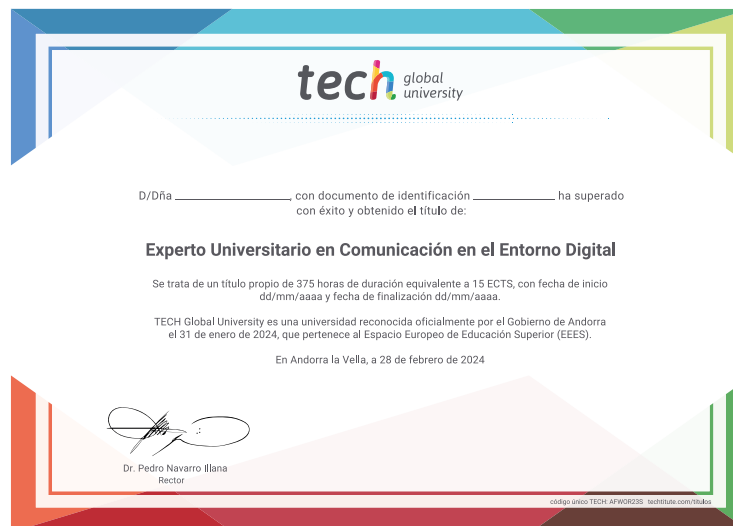 tech global university
D/Dña ____________________, con documento de identificación ______________ ha superado
con éxito y obtenido el título de:
Experto Universitario en Comunicación en el Entorno Digital
Se trata de un título propio de 375 horas de duración equivalente a 15 ECTS, con fecha de inicio
dd/mm/aaaa y fecha de finalización dd/mm/aaaa.
TECH Global University es una universidad reconocida oficialmente por el Gobierno de Andorra
el 31 de enero de 2024, que pertenece al Espacio Europeo de Educación Superior (EEES).
En Andorra la Vella, a 28 de febrero de 2024
Dr. Pedro Navarro Illana
Rector
código único TECH: AFWOR23S techtitute.com/titulos